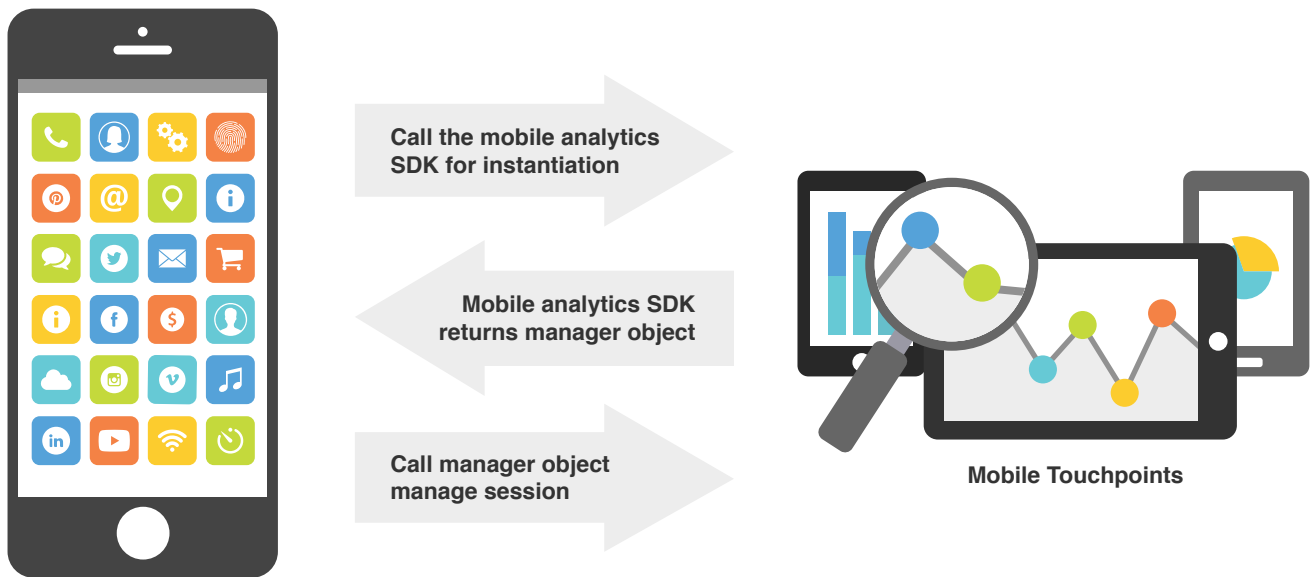 Call the mobile analytics
SDK for instantiation
Mobile analytics SDK
returns manager object
Call manager object
manage session
Mobile Touchpoints
@
i
$
f
i
in